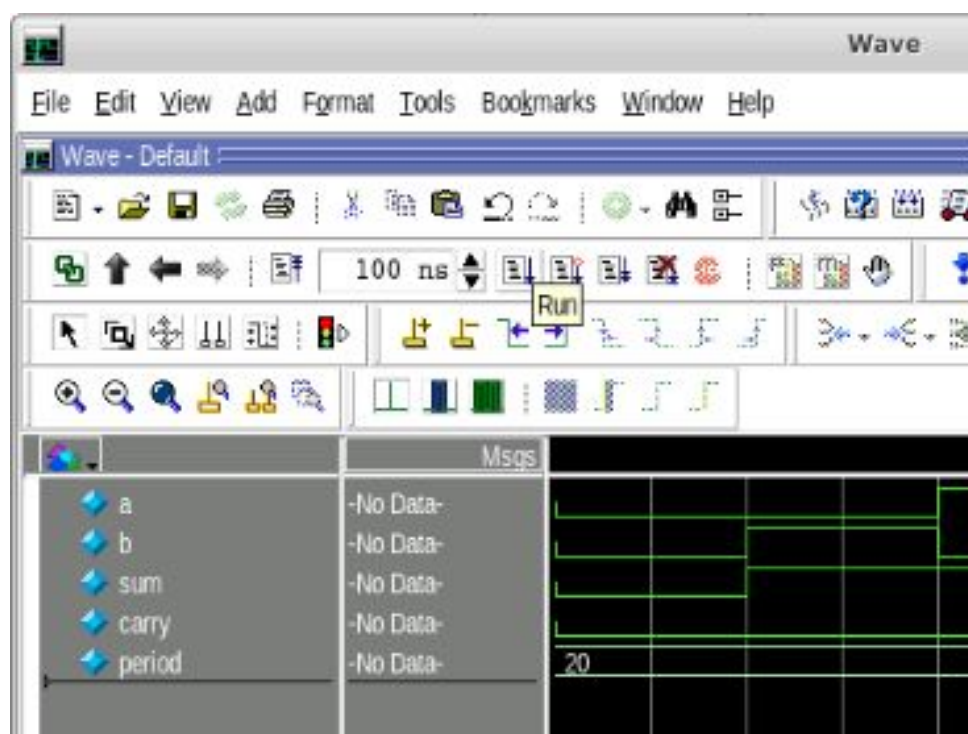 Wave
File Edit View Add Format Tools Bookmarks Window Help
Wave - Default
100 ns
Run
Msgs
a -No Data-
b -No Data-
sum -No Data-
carry -No Data-
period -No Data- 20